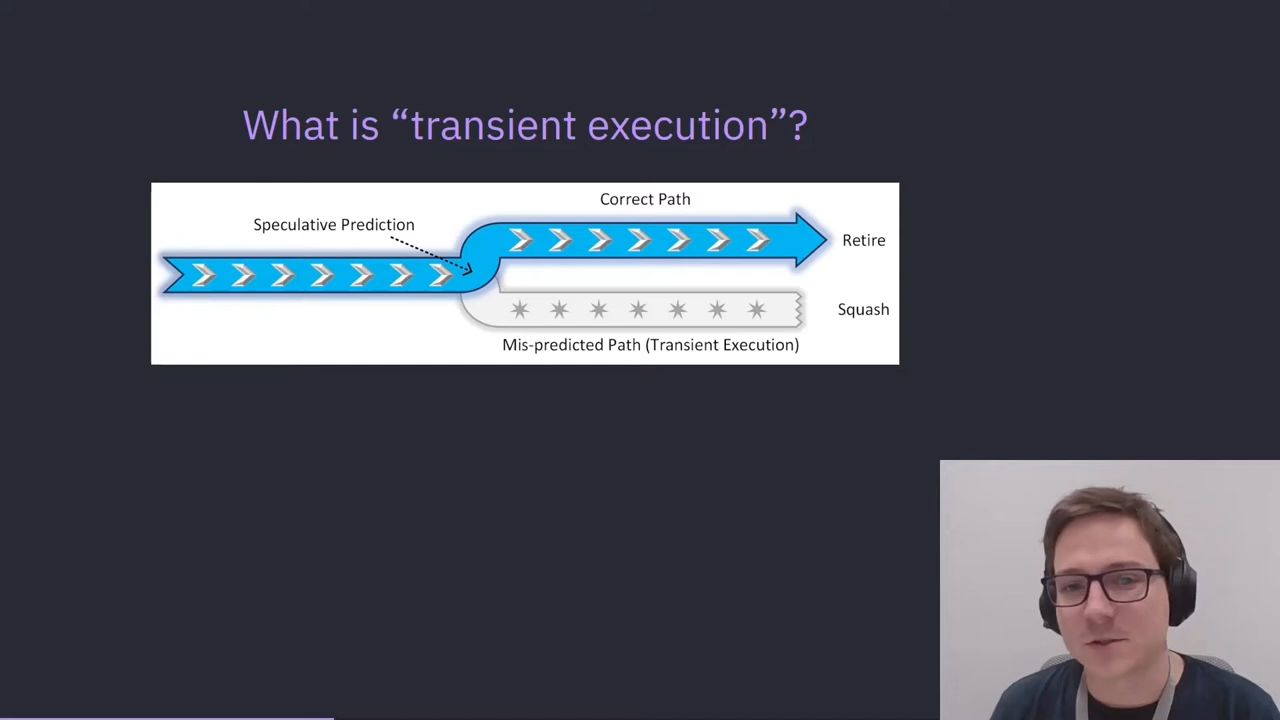 What is “transient execution”?
Correct Path
Speculative Prediction
Retire
Squash
Mis-predicted Path (Transient Execution)